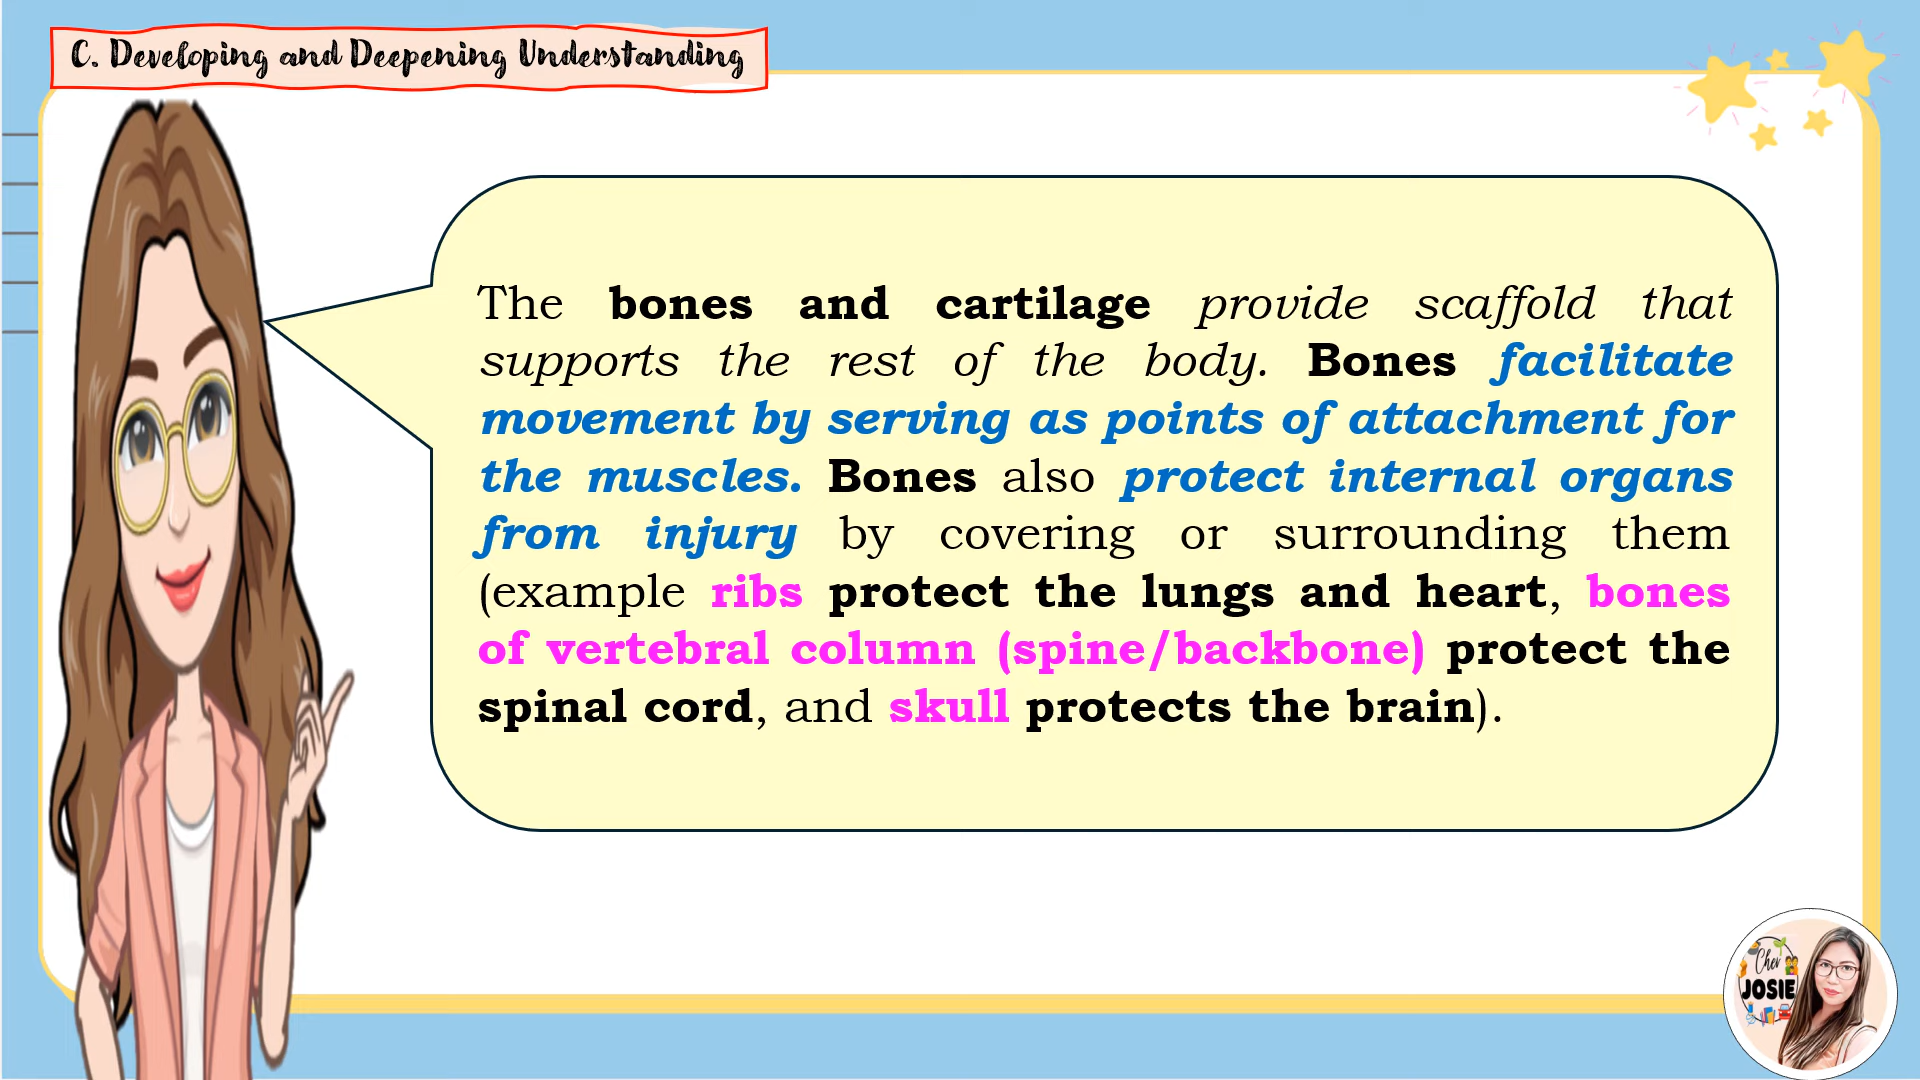 C. Developing and Deepening Understanding
The bones and cartilage provide scaffold that
supports the rest of the body. Bones facilitate
movement by serving as points of attachment for
the muscles. Bones also protect internal organs
from injury by covering or surrounding them
(example ribs protect the lungs and heart, bones
of vertebral column (spine/backbone) protect the
spinal cord, and skull protects the brain).
Cher
JOSIE